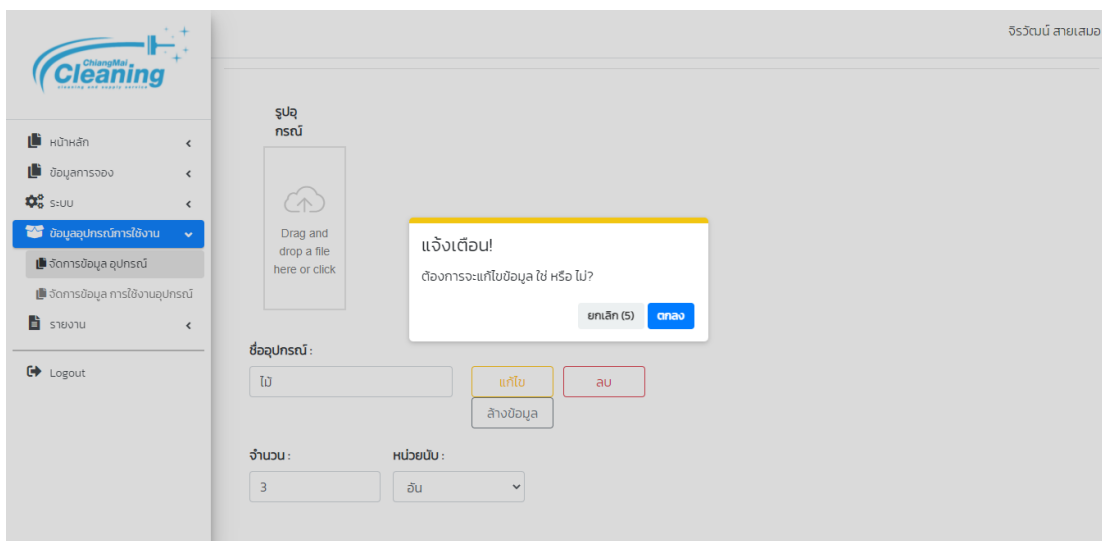 จิรวัฒน์ สายเสมอ
ChiangMai
Cleaning
cleaning and supply service
หน้าหลัก
ข้อมูลการจอง
ระบบ
ข้อมูลอุปกรณ์การใช้งาน
จัดการข้อมูล อุปกรณ์
จัดการข้อมูล การใช้งานอุปกรณ์
รายงาน
Logout
รูปอุ
กรณ์
Drag and
drop a file
here or click
แจ้งเตือน!
ต้องการจะแก้ไขข้อมูล ใช่ หรือ ไม่?
ยกเลิก (5) ตกลง
ชื่ออุปกรณ์ :
ไม้ แก้ไข ลบ
ล้างข้อมูล
จำนวน : หน่วยนับ :
3 อัน